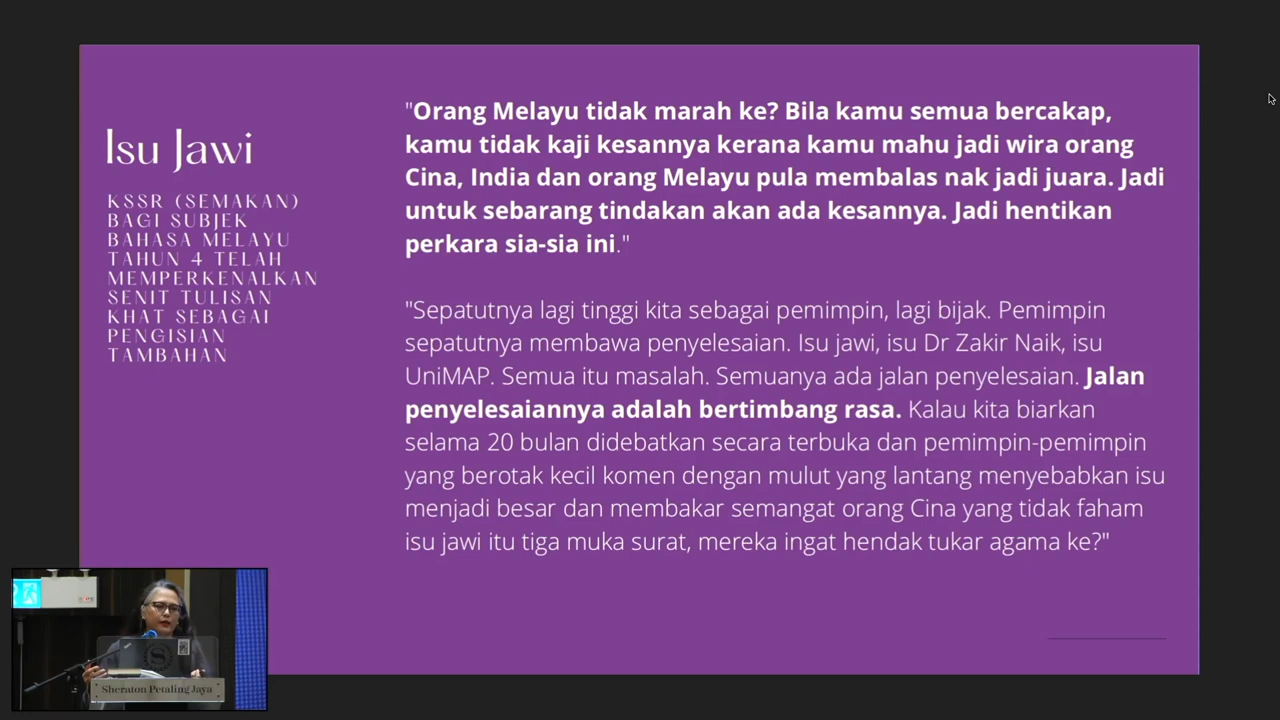 Isu Jawi
KSSR (SEMAKAN)
BAGI SUBJEK
BAHASA MELAYU
TAHUN 4 TELAH
MEMPERKENALKAN
SENIT TULISAN
KHAT SEBAGAI
PENGISIAN
TAMBAHAN
"Orang Melayu tidak marah ke? Bila kamu semua bercakap,
kamu tidak kaji kesannya kerana kamu mahu jadi wira orang
Cina, India dan orang Melayu pula membalas nak jadi juara. Jadi
untuk sebarang tindakan akan ada kesannya. Jadi hentikan
perkara sia-sia ini."
"Sepatutnya lagi tinggi kita sebagai pemimpin, lagi bijak. Pemimpin
sepatutnya membawa penyelesaian. Isu jawi, isu Dr Zakir Naik, isu
UniMAP. Semua itu masalah. Semuanya ada jalan penyelesaian. Jalan
penyelesaiannya adalah bertimbang rasa. Kalau kita biarkan
selama 20 bulan didebatkan secara terbuka dan pemimpin-pemimpin
yang berotak kecil komen dengan mulut yang lantang menyebabkan isu
menjadi besar dan membakar semangat orang Cina yang tidak faham
isu jawi itu tiga muka surat, mereka ingat hendak tukar agama ke?"
Sheraton Petaling Jaya